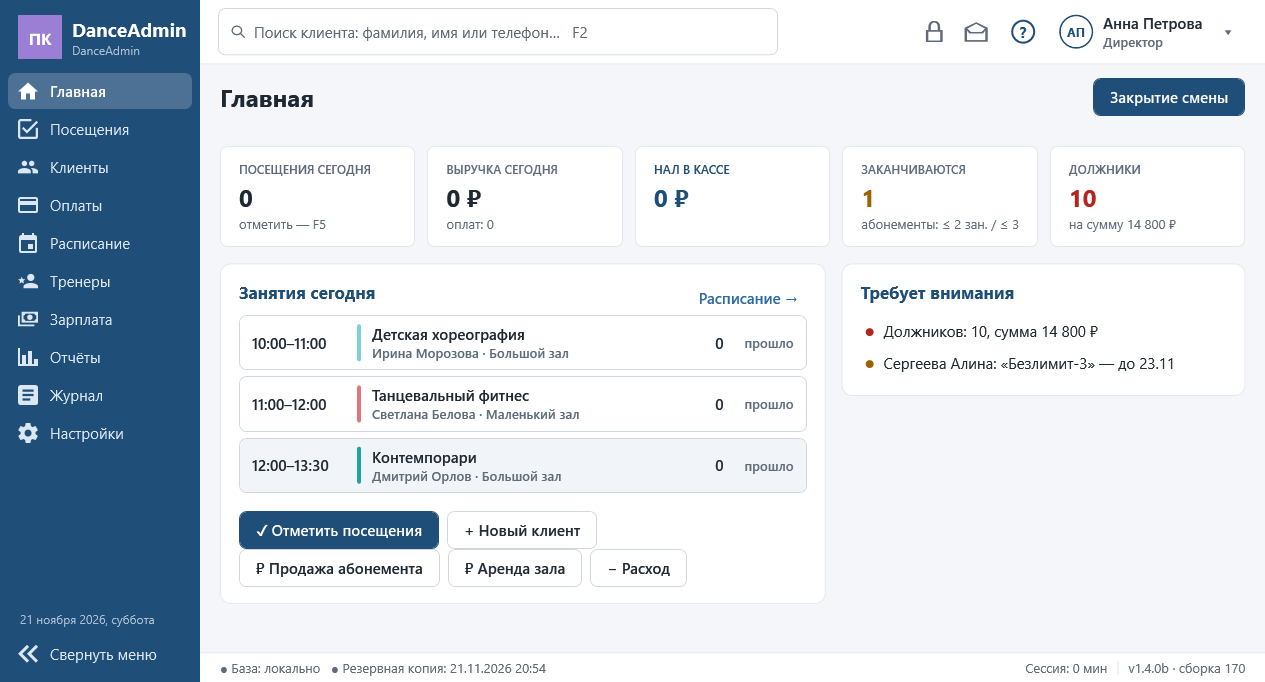 ПК
DanceAdmin
DanceAdmin
Поиск клиента: фамилия, имя или телефон... F2
?
АП
Анна Петрова
Директор
Главная
Посещения
Клиенты
Оплаты
Расписание
Тренеры
Зарплата
Отчёты
Журнал
Настройки
21 ноября 2026, суббота
Свернуть меню
Главная
Закрытие смены
ПОСЕЩЕНИЯ СЕГОДНЯ
0
отметить — F5
ВЫРУЧКА СЕГОДНЯ
0 ₽
оплат: 0
НАЛ В КАССЕ
0 ₽
ЗАКАНЧИВАЮТСЯ
1
абонементы: ≤ 2 зан. / ≤ 3
ДОЛЖНИКИ
10
на сумму 14 800 ₽
Занятия сегодня
Расписание →
10:00–11:00
Детская хореография
Ирина Морозова · Большой зал
0 прошло
11:00–12:00
Танцевальный фитнес
Светлана Белова · Маленький зал
0 прошло
12:00–13:30
Контемпорари
Дмитрий Орлов · Большой зал
0 прошло
✓ Отметить посещения
+ Новый клиент
₽ Продажа абонемента
₽ Аренда зала
− Расход
Требует внимания
● Должников: 10, сумма 14 800 ₽
● Сергеева Алина: «Безлимит-3» — до 23.11
● База: локально ● Резервная копия: 21.11.2026 20:54
Сессия: 0 мин
v1.4.0b · сборка 170